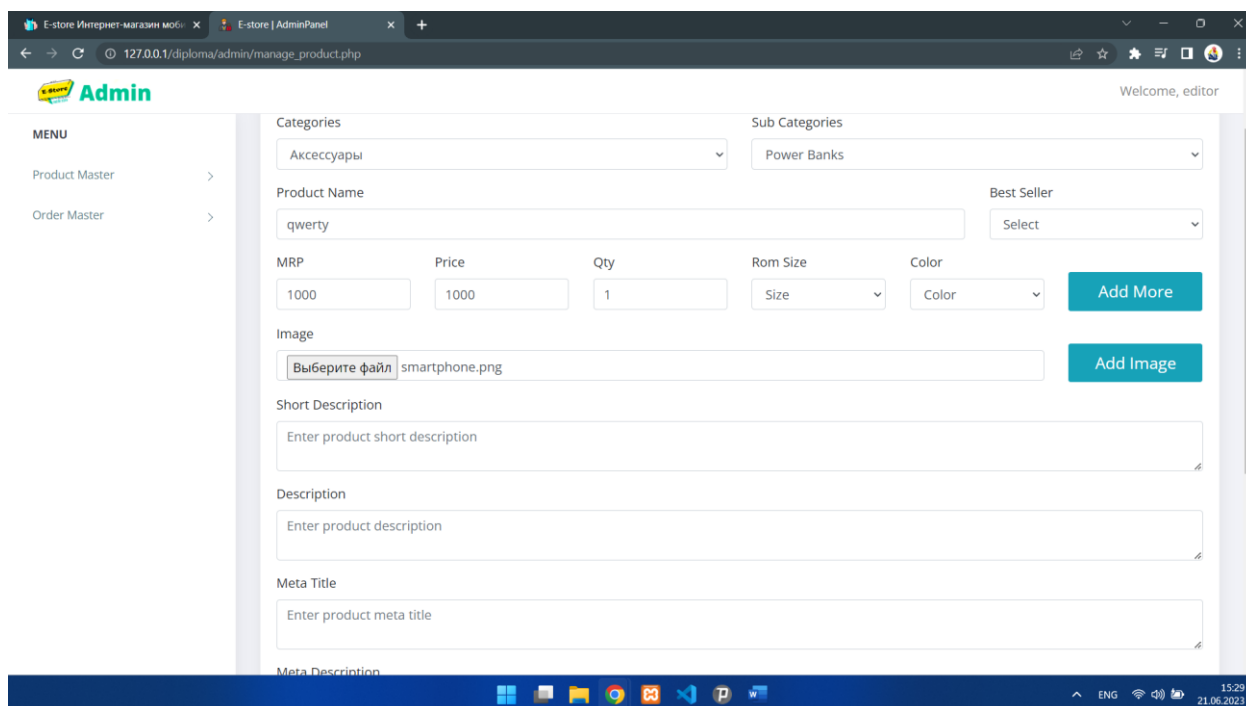 E-store Интернет-магазин моби
E-store | AdminPanel
127.0.0.1/diploma/admin/manage_product.php
E-Store Admin
Welcome, editor
MENU
Product Master
Order Master
Categories Sub Categories
Аксессуары Power Banks
Product Name Best Seller
qwerty Select
MRP Price Qty Rom Size Color
1000 1000 1 Size Color Add More
Image
Выберите файл smartphone.png Add Image
Short Description
Enter product short description
Description
Enter product description
Meta Title
Enter product meta title
Meta Description
ENG 15:29
21.06.2023